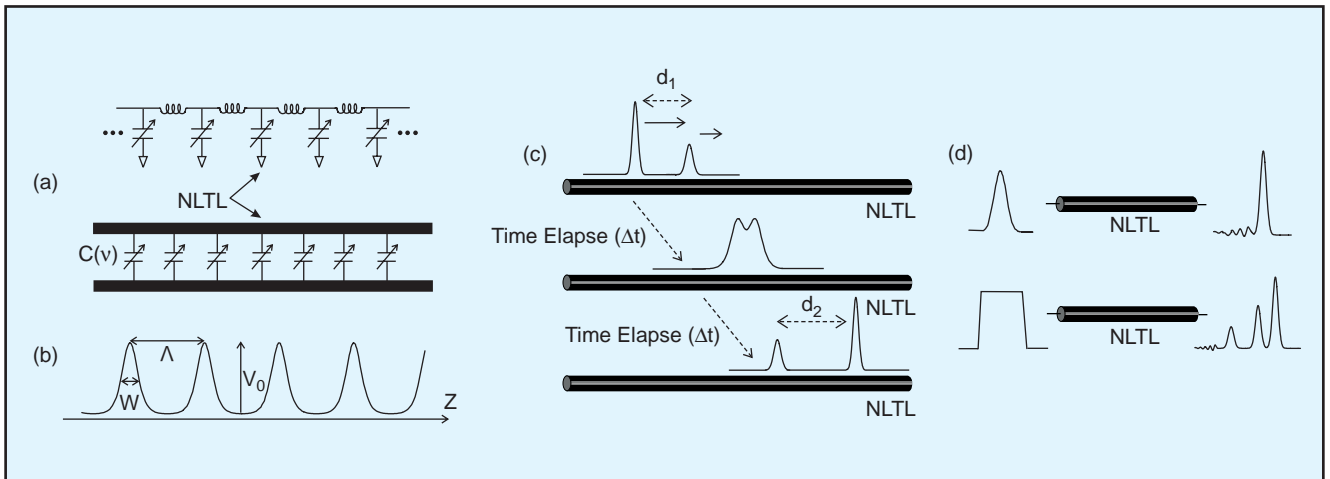 (a)
NLTL
C(ν)
(b)
Λ
W
V0
Z
(c)
d1
NLTL
Time Elapse (Δt)
NLTL
d2
Time Elapse (Δt)
NLTL
(d)
NLTL
NLTL